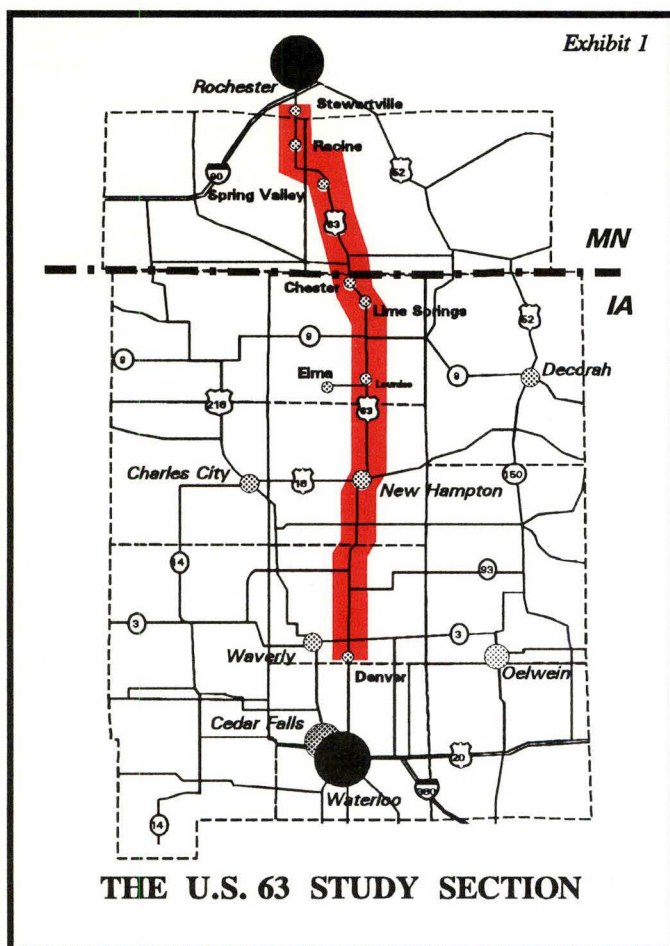 Exhibit 1
Rochester
Stewartville
Racine
90
52
Spring Valley
63
MN
Chester
IA
Lime Springs
52
9
9
Elma
Lourdes
9
Decorah
218
63
Charles City
18
New Hampton
150
14
93
3
3
Waverly
Denver
Oelwein
Cedar Falls
20
Waterloo
380
14
THE U.S. 63 STUDY SECTION